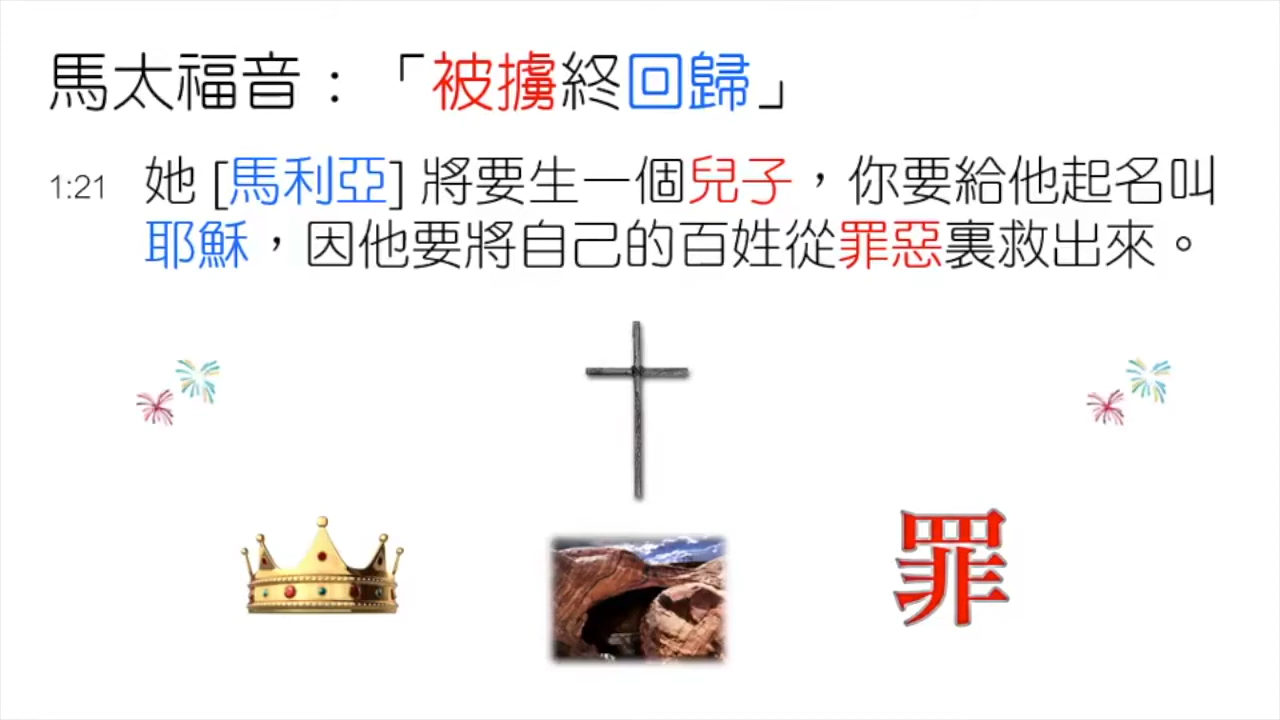 馬太福音：「被擄終回歸」
1:21 她 [馬利亞] 將要生一個兒子，你要給他起名叫
耶穌，因他要將自己的百姓從罪惡裏救出來。
罪